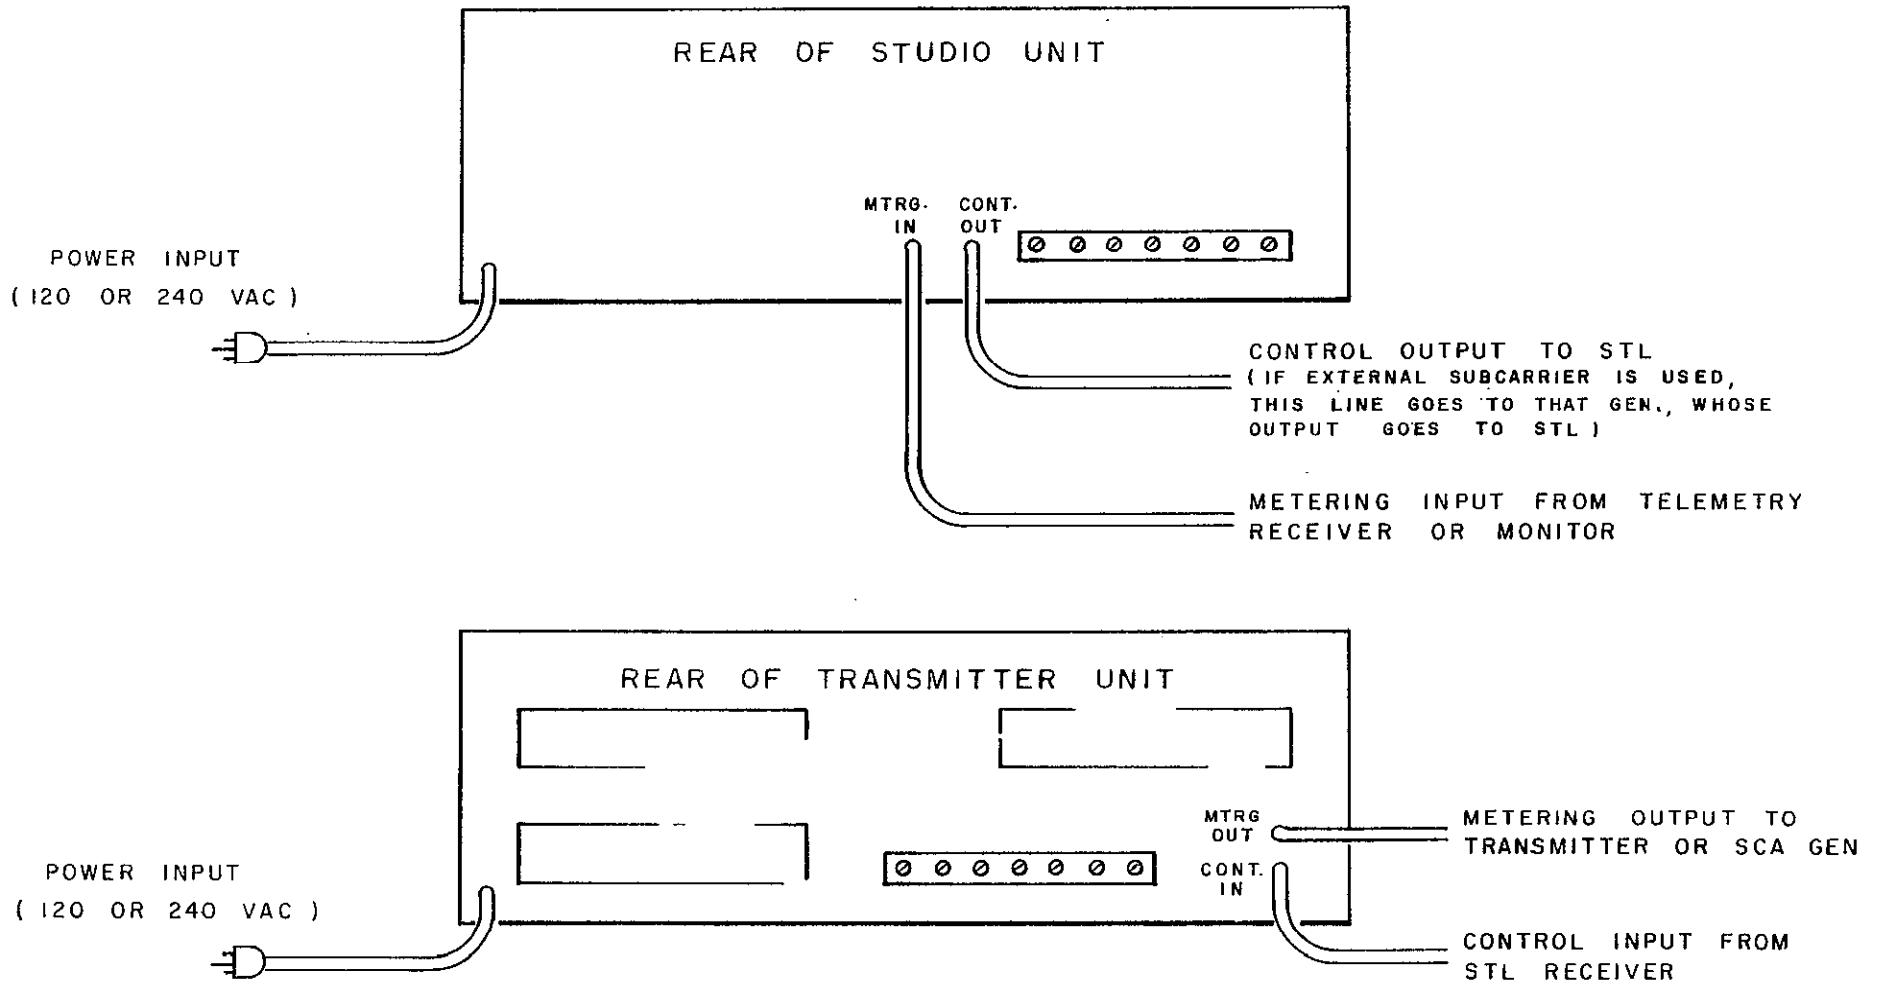 REAR OF STUDIO UNIT
MTRG. CONT.
IN OUT
POWER INPUT
(120 OR 240 VAC)
CONTROL OUTPUT TO STL
(IF EXTERNAL SUBCARRIER IS USED,
THIS LINE GOES TO THAT GEN., WHOSE
OUTPUT GOES TO STL)
METERING INPUT FROM TELEMETRY
RECEIVER OR MONITOR
REAR OF TRANSMITTER UNIT
MTRG
OUT
METERING OUTPUT TO
TRANSMITTER OR SCA GEN
CONT.
IN
POWER INPUT
(120 OR 240 VAC)
CONTROL INPUT FROM
STL RECEIVER